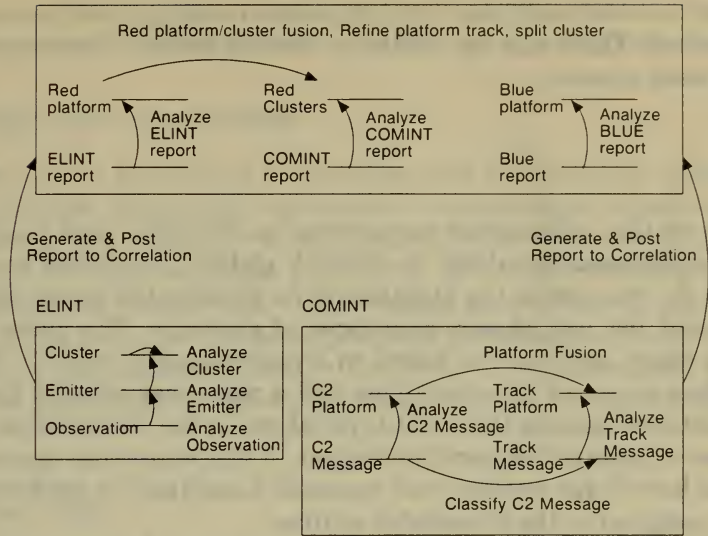 Red platform/cluster fusion, Refine platform track, split cluster
Red
platform
Analyze
ELINT
report
ELINT
report
Red
Clusters
Analyze
COMINT
report
COMINT
report
Blue
platform
Analyze
BLUE
report
Blue
report
Generate & Post
Report to Correlation
Generate & Post
Report to Correlation
ELINT
Cluster
Analyze
Cluster
Emitter
Analyze
Emitter
Observation
Analyze
Observation
COMINT
Platform Fusion
C2
Platform
Analyze
C2 Message
C2
Message
Track
Platform
Analyze
Track
Message
Track
Message
Classify C2 Message